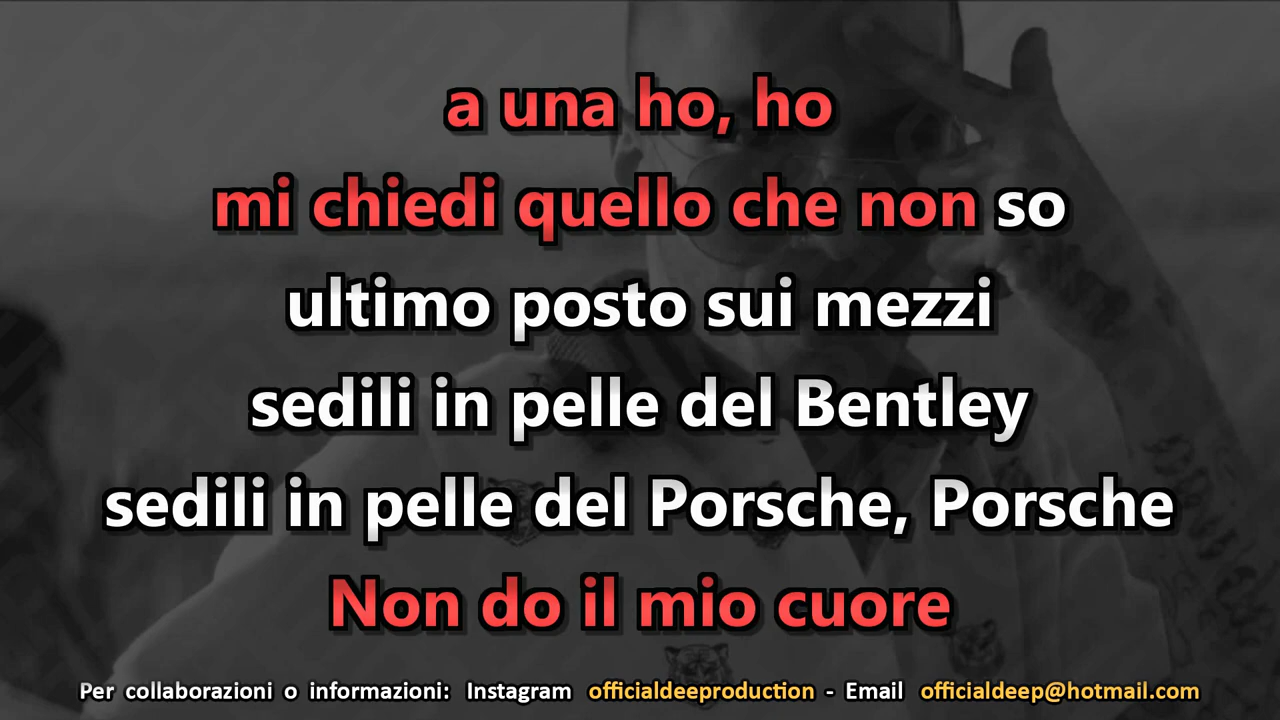 a una ho, ho
mi chiedi quello che non so
ultimo posto sui mezzi
sedili in pelle del Bentley
sedili in pelle del Porsche, Porsche
Non do il mio cuore
Per collaborazioni o informazioni: Instagram officialdeeproduction - Email officialdeep@hotmail.com